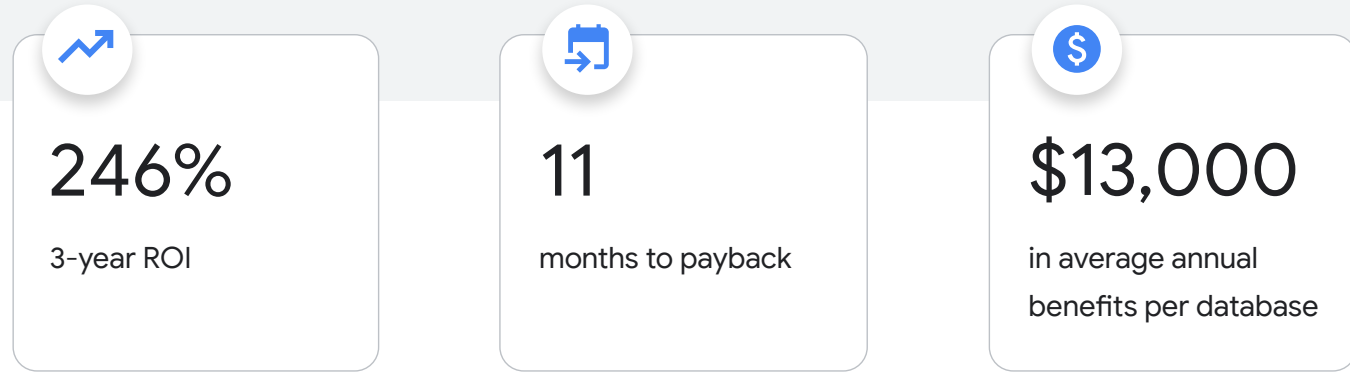 246%
3-year ROI
11
months to payback
$13,000
in average annual
benefits per database